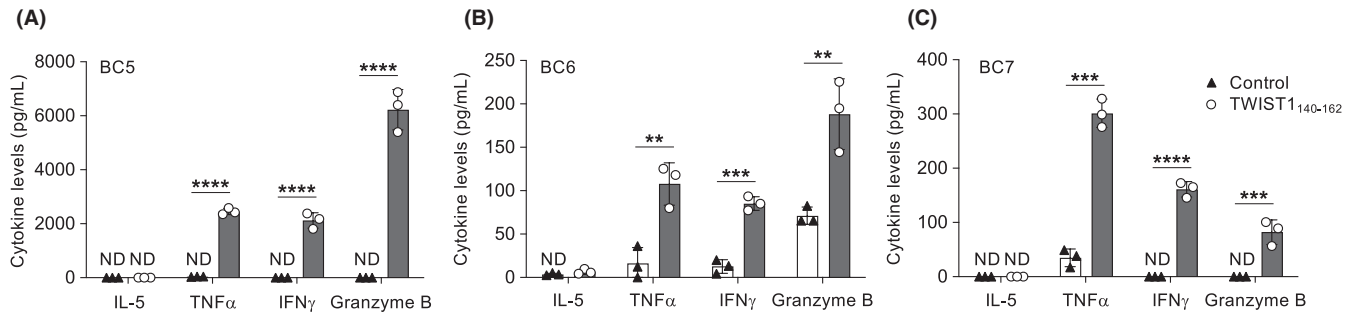 (A)
BC5
Cytokine levels (pg/mL)
8000
6000
4000
2000
0
ND ND
ND
****
ND
****
ND
****
IL-5 TNFα IFNγ Granzyme B
(B)
BC6
Cytokine levels (pg/mL)
250
200
150
100
50
0
ND
**
***
**
IL-5 TNFα IFNγ Granzyme B
(C)
BC7
Cytokine levels (pg/mL)
400
300
200
100
0
ND ND
***
ND
****
ND
***
IL-5 TNFα IFNγ Granzyme B
Control
TWIST1₁₄₀₋₁₆₂